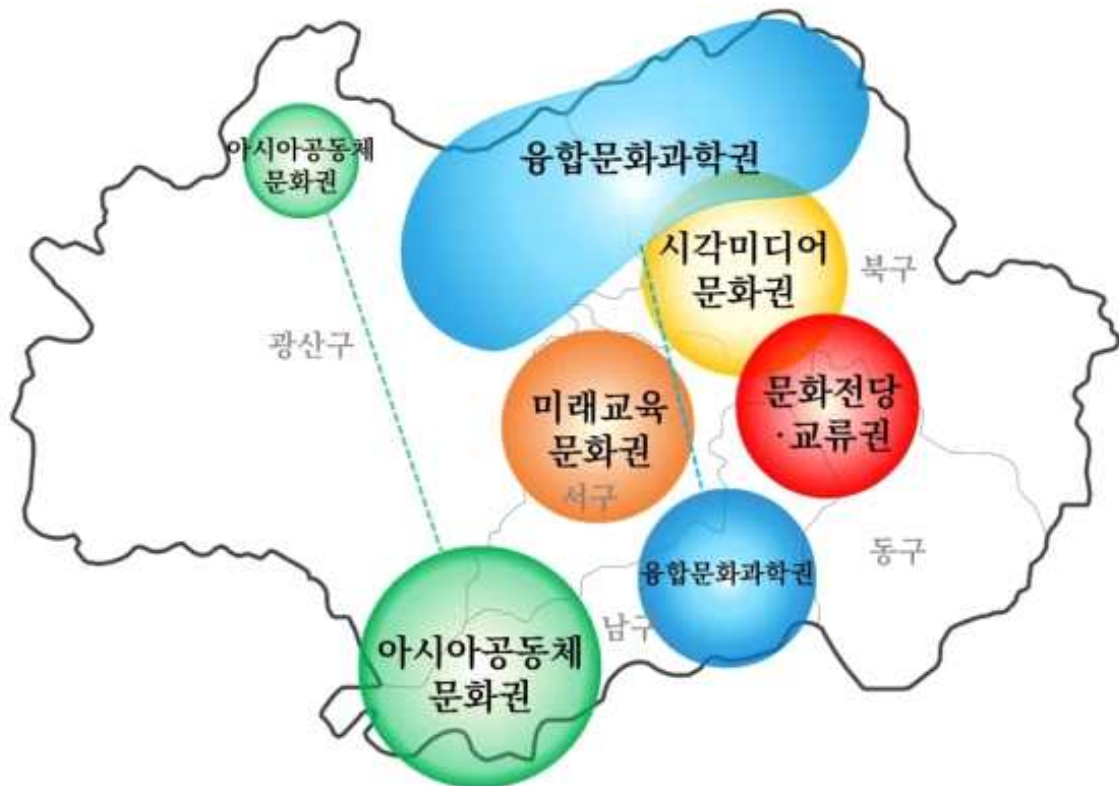 아시아공동체
문화권
융합문화과학권
시각미디어
문화권
북구
광산구
미래교육
문화권
서구
문화전당
·교류권
동구
융합문화과학권
남구
아시아공동체
문화권